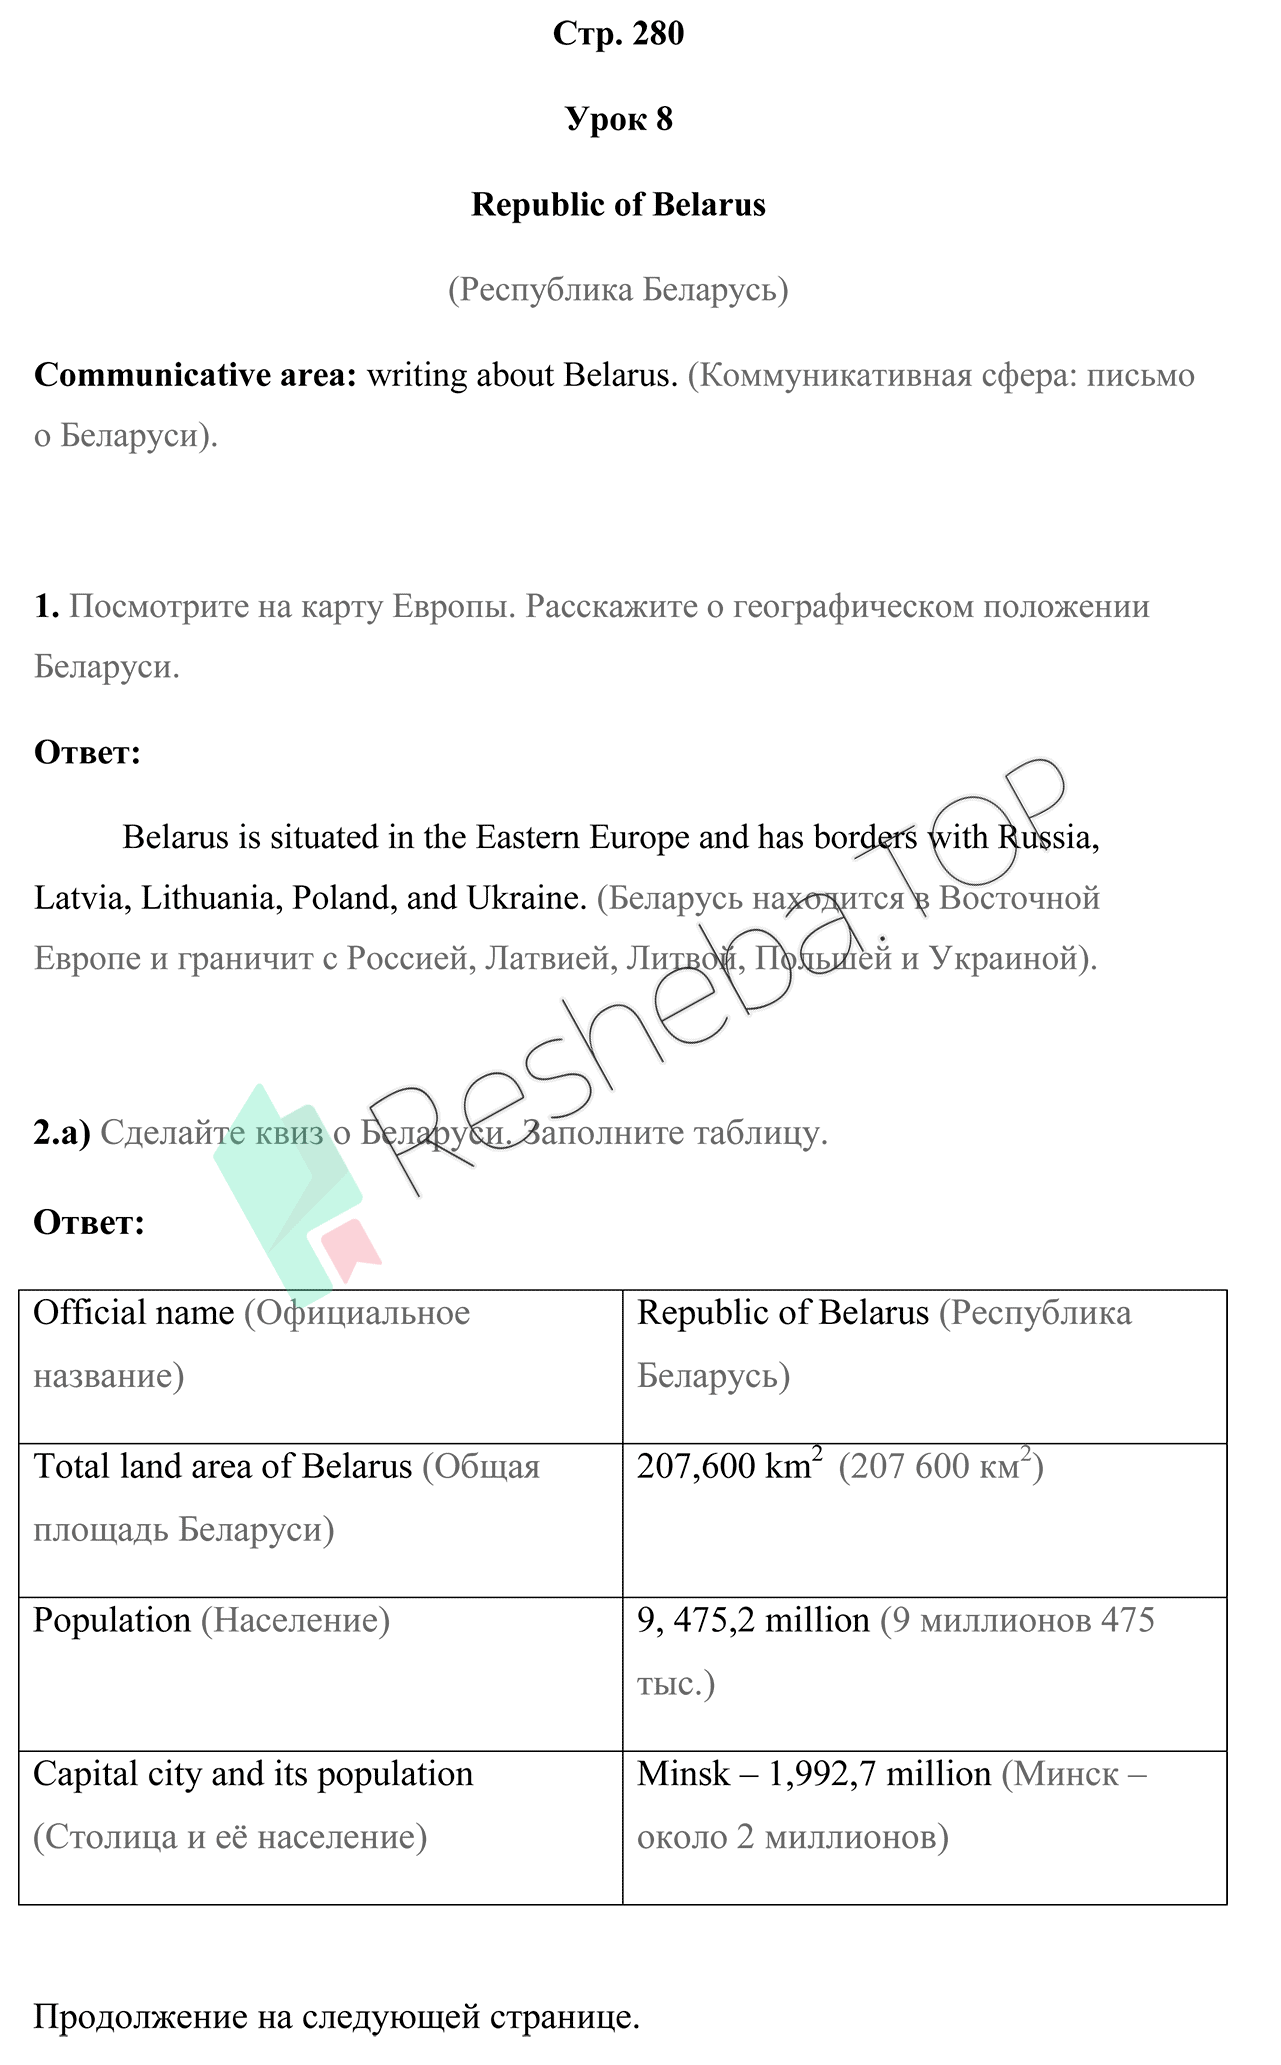 Стр. 280
Урок 8
Republic of Belarus
(Республика Беларусь)
Communicative area: writing about Belarus. (Коммуникативная сфера: письмо
о Беларуси).
1. Посмотрите на карту Европы. Расскажите о географическом положении
Беларуси.
Ответ:
Belarus is situated in the Eastern Europe and has borders with Russia,
Latvia, Lithuania, Poland, and Ukraine. (Беларусь находится в Восточной
Европе и граничит с Россией, Латвией, Литвой, Польшей и Украиной).
Resheba.TOP
2.a) Сделайте квиз о Беларуси. Заполните таблицу.
Ответ:
Official name (Официальное
название)
Republic of Belarus (Республика
Беларусь)
Total land area of Belarus (Общая
площадь Беларуси)
207,600 km² (207 600 км²)
Population (Население)
9, 475,2 million (9 миллионов 475
тыс.)
Capital city and its population
(Столица и её население)
Minsk – 1,992,7 million (Минск –
около 2 миллионов)
Продолжение на следующей странице.